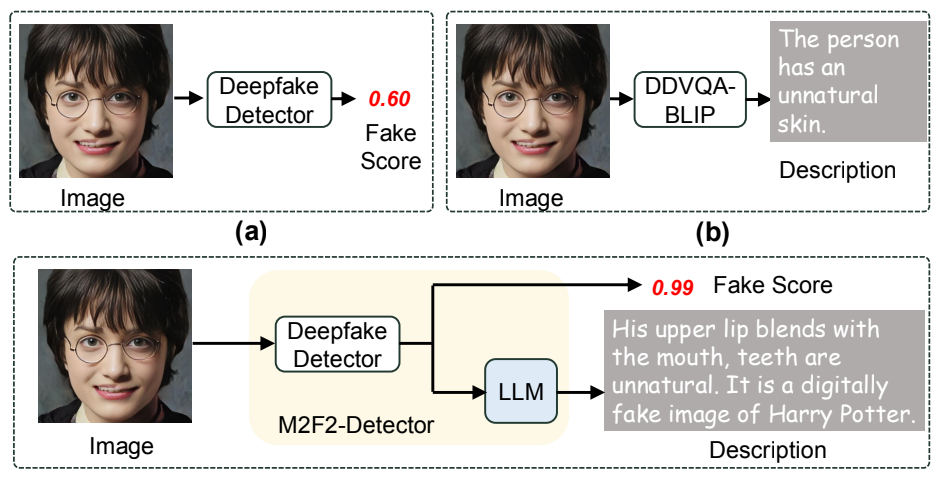 Deepfake
Detector
0.60
Fake
Score
Image
(a)
DDVQA-
BLIP
The person
has an
unnatural
skin.
Description
Image
(b)
Image
Deepfake
Detector
LLM
M2F2-Detector
0.99 Fake Score
His upper lip blends with
the mouth, teeth are
unnatural. It is a digitally
fake image of Harry Potter.
Description